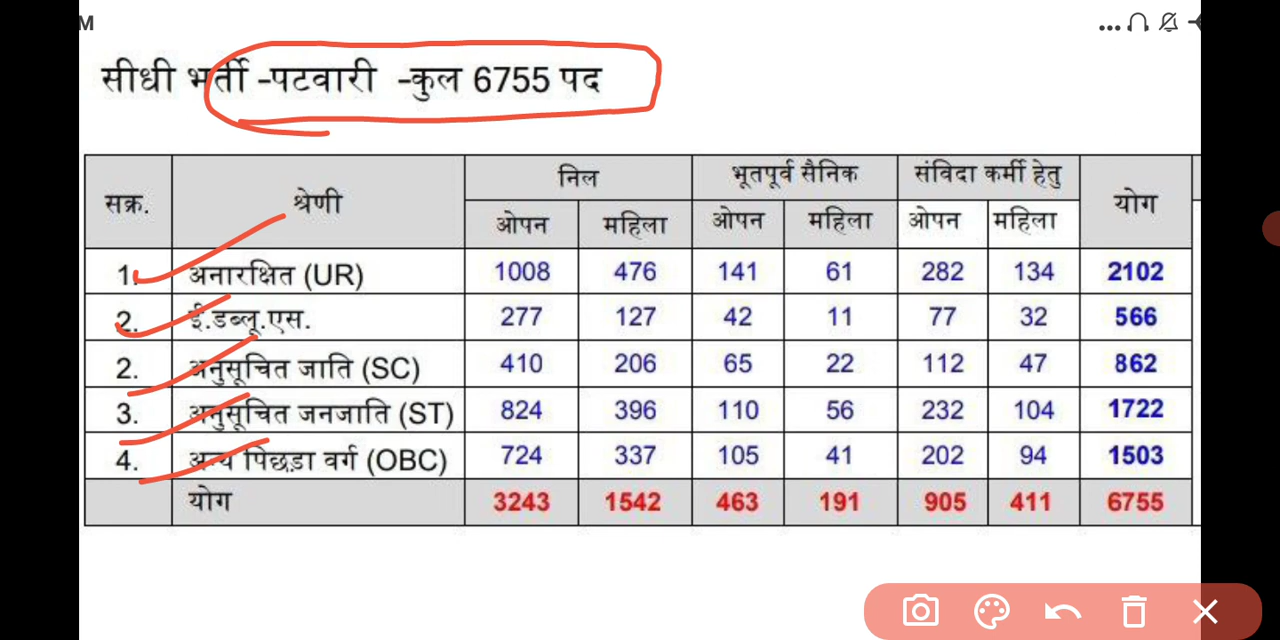 M
सीधी भर्ती -पटवारी -कुल 6755 पद
सक्र. श्रेणी निल भूतपूर्व सैनिक संविदा कर्मी हेतु योग
ओपन महिला ओपन महिला ओपन महिला
1. अनारक्षित (UR) 1008 476 141 61 282 134 2102
2. ई.डब्लू.एस. 277 127 42 11 77 32 566
2. अनुसूचित जाति (SC) 410 206 65 22 112 47 862
3. अनुसूचित जनजाति (ST) 824 396 110 56 232 104 1722
4. अन्य पिछड़ा वर्ग (OBC) 724 337 105 41 202 94 1503
योग 3243 1542 463 191 905 411 6755